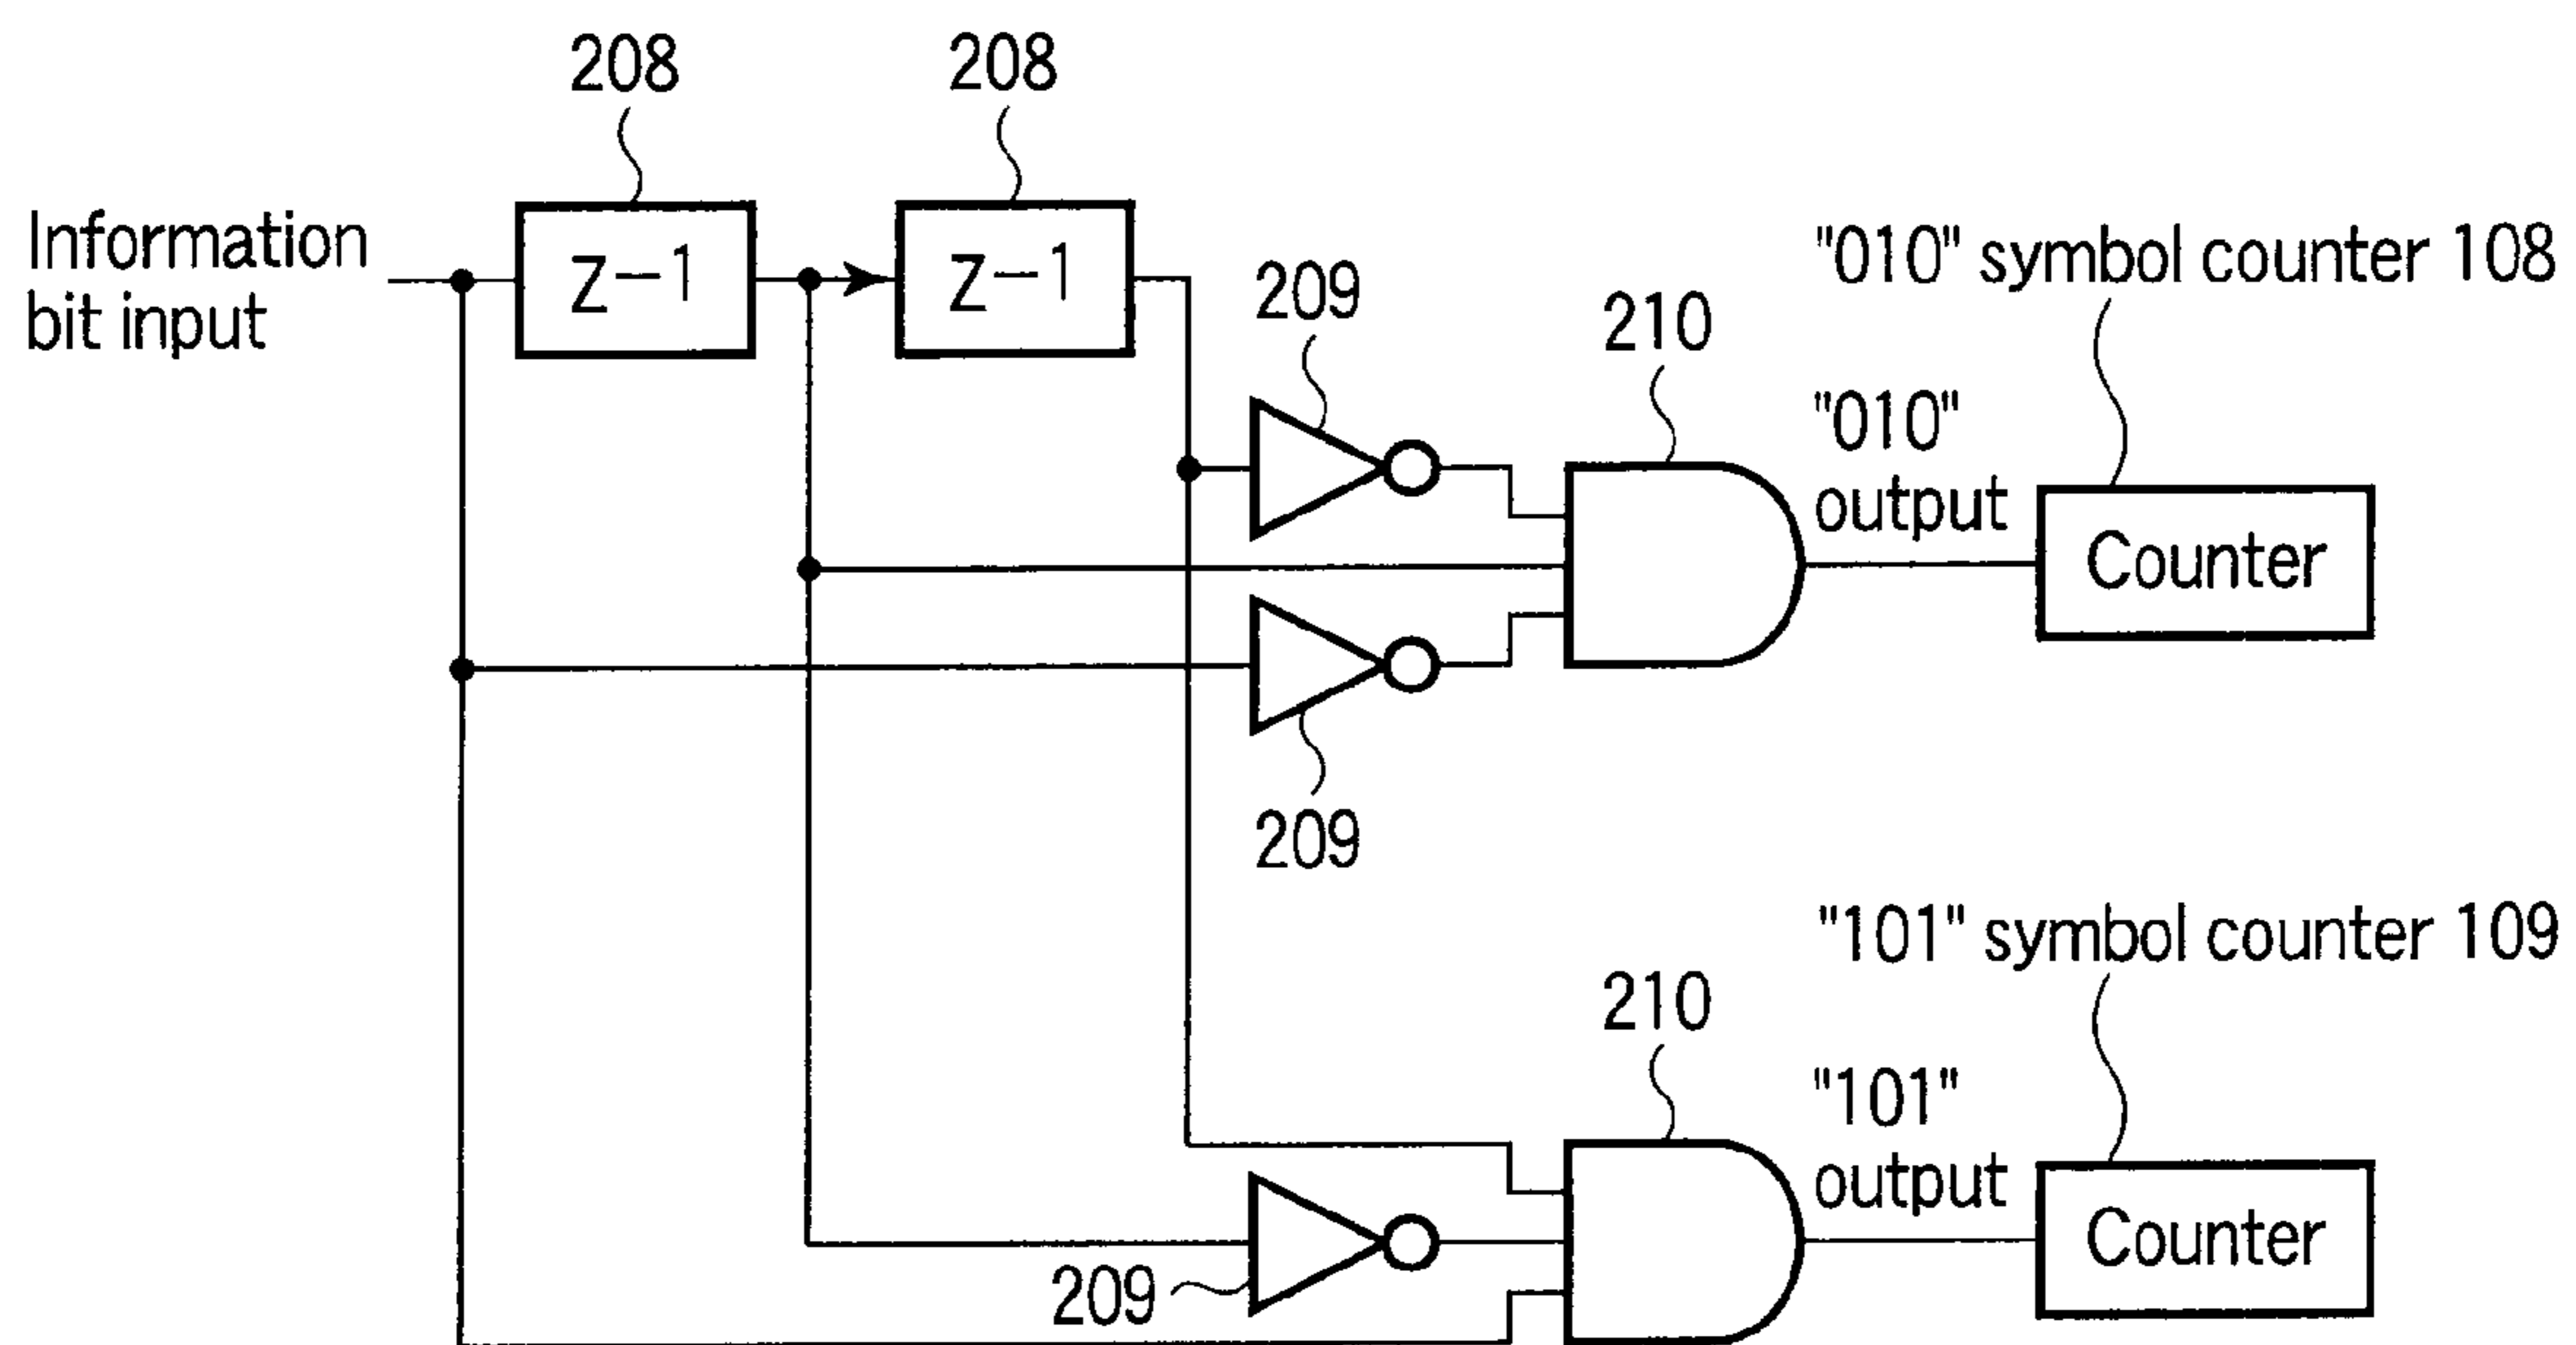 208
208
Information
bit input
Z⁻¹
Z⁻¹
209
210
"010" symbol counter 108
"010"
output
Counter
209
"101" symbol counter 109
210
"101"
output
Counter
209